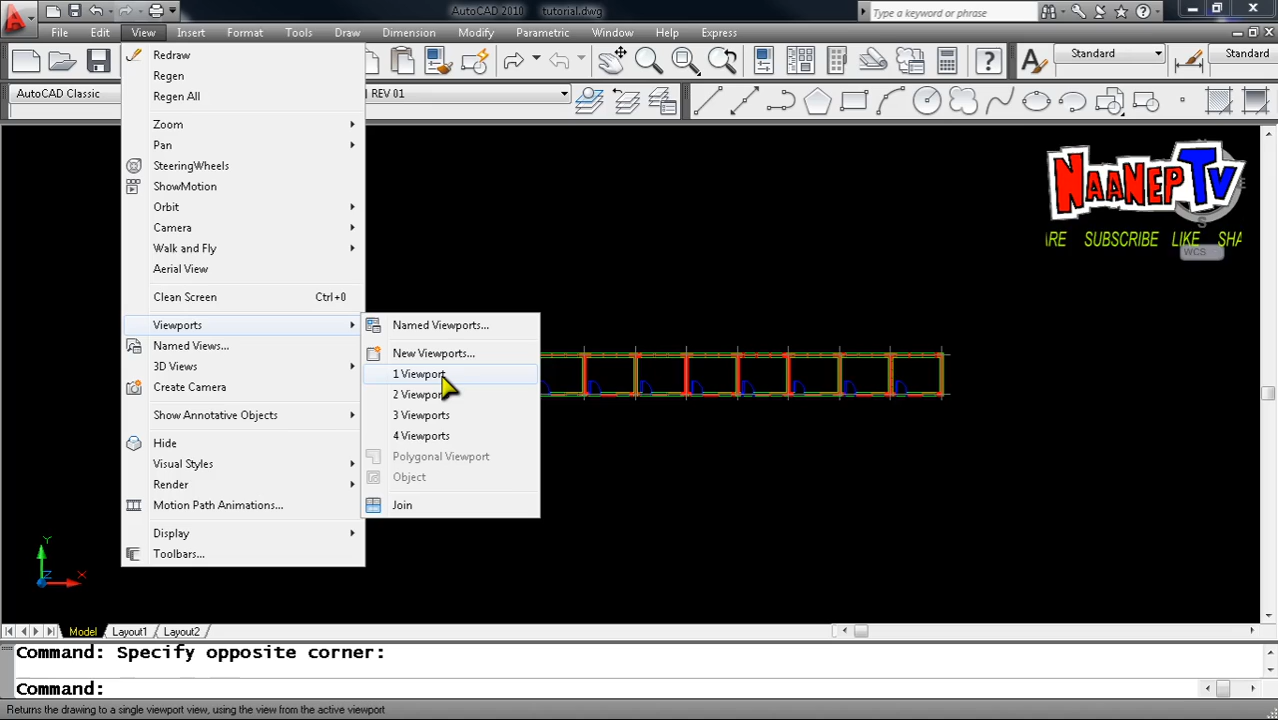 AutoCAD 2010 tutorial.dwg
Type a keyword or phrase
File Edit View Insert Format Tools Draw Dimension Modify Parametric Window Help Express
Standard
Standard
AutoCAD Classic
REV 01
Redraw
Regen
Regen All
Zoom
Pan
SteeringWheels
ShowMotion
Orbit
Camera
Walk and Fly
Aerial View
Clean Screen Ctrl+0
Viewports
Named Views...
3D Views
Create Camera
Show Annotative Objects
Hide
Visual Styles
Render
Motion Path Animations...
Display
Toolbars...
Named Viewports...
New Viewports...
1 Viewport
2 Viewports
3 Viewports
4 Viewports
Polygonal Viewport
Object
Join
NAANEP TV
ARE SUBSCRIBE LIKE SHA
S
WCS
Y
X
Z
Model Layout1 Layout2
Command: Specify opposite corner:
Command:
Returns the drawing to a single viewport view, using the view from the active viewport